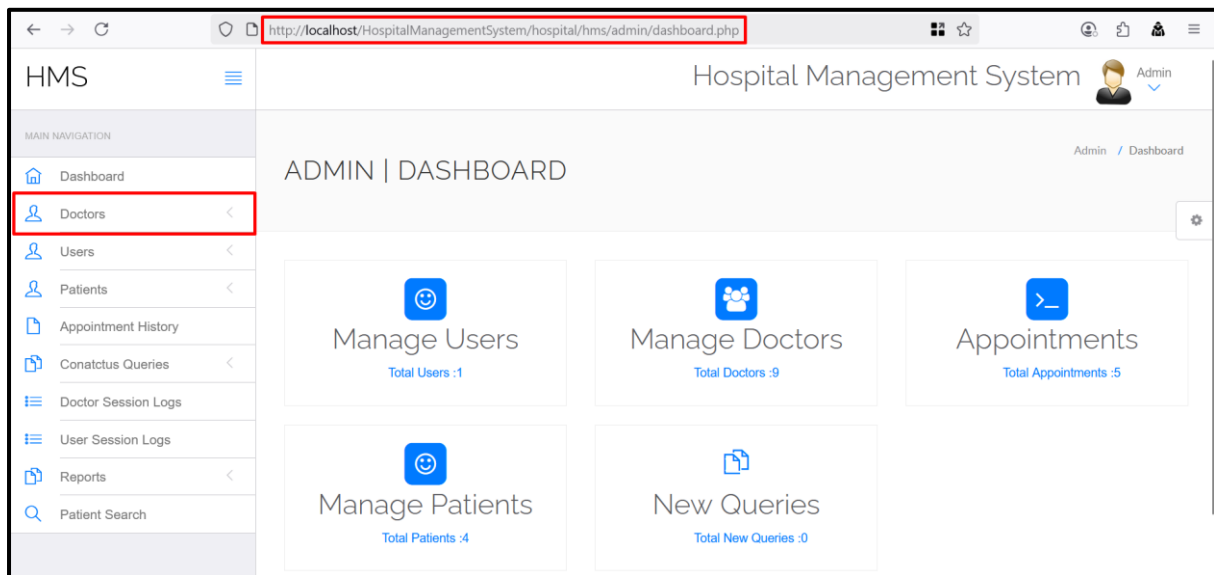 http://localhost/HospitalManagementSystem/hospital/hms/admin/dashboard.php
HMS
Hospital Management System
Admin
MAIN NAVIGATION
Dashboard
Doctors
Users
Patients
Appointment History
Conatctus Queries
Doctor Session Logs
User Session Logs
Reports
Patient Search
ADMIN | DASHBOARD
Admin / Dashboard
Manage Users
Total Users :1
Manage Doctors
Total Doctors :9
Appointments
Total Appointments :5
Manage Patients
Total Patients :4
New Queries
Total New Queries :0